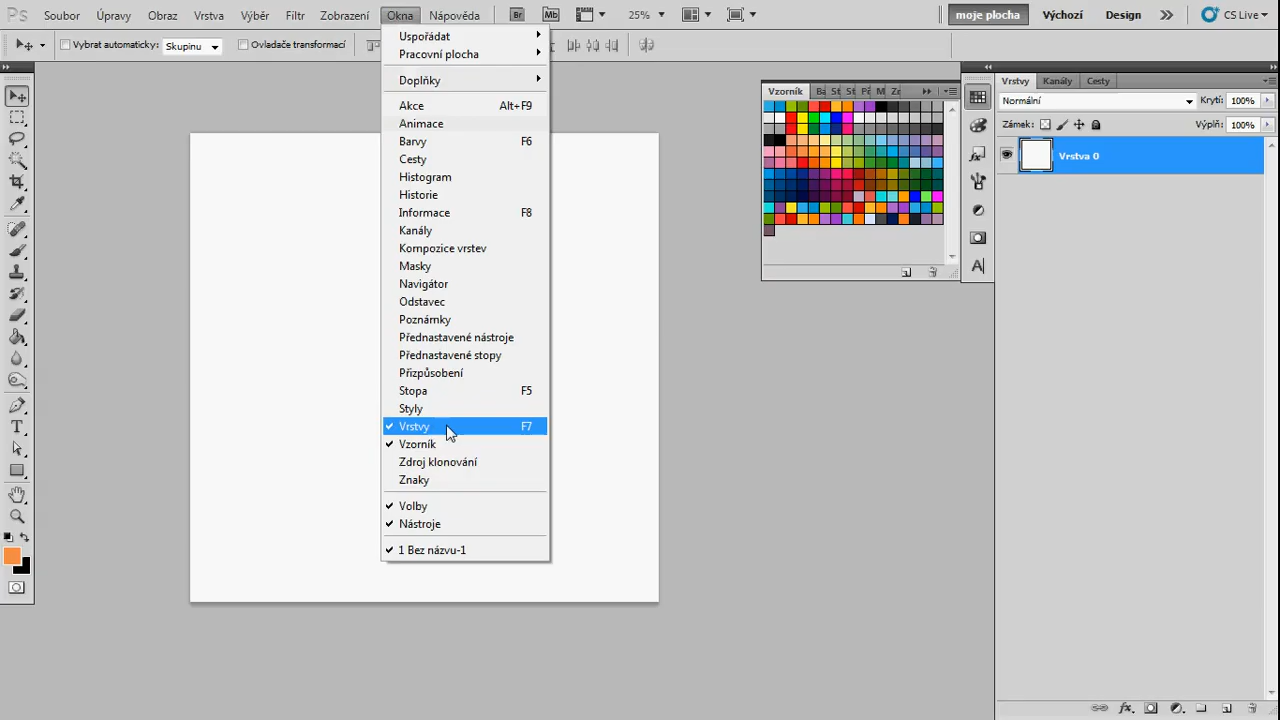 Ps Soubor Úpravy Obraz Vrstva Výběr Filtr Zobrazení Okna Nápověda Br Mb 25% moje plocha Výchozí Design CS Live
Vybrat automaticky: Skupinu Ovladače transformací
Uspořádat
Pracovní plocha
Doplňky
Akce Alt+F9
Animace
Barvy F6
Cesty
Histogram
Historie
Informace F8
Kanály
Kompozice vrstev
Masky
Navigátor
Odstavec
Poznámky
Přednastavené nástroje
Přednastavené stopy
Přizpůsobení
Stopa F5
Styly
Vrstvy F7
Vzorník
Zdroj klonování
Znaky
Volby
Nástroje
1 Bez názvu-1
Vzorník
Vrstvy Kanály Cesty
Normální Krytí: 100%
Zámek: Výplň: 100%
Vrstva 0